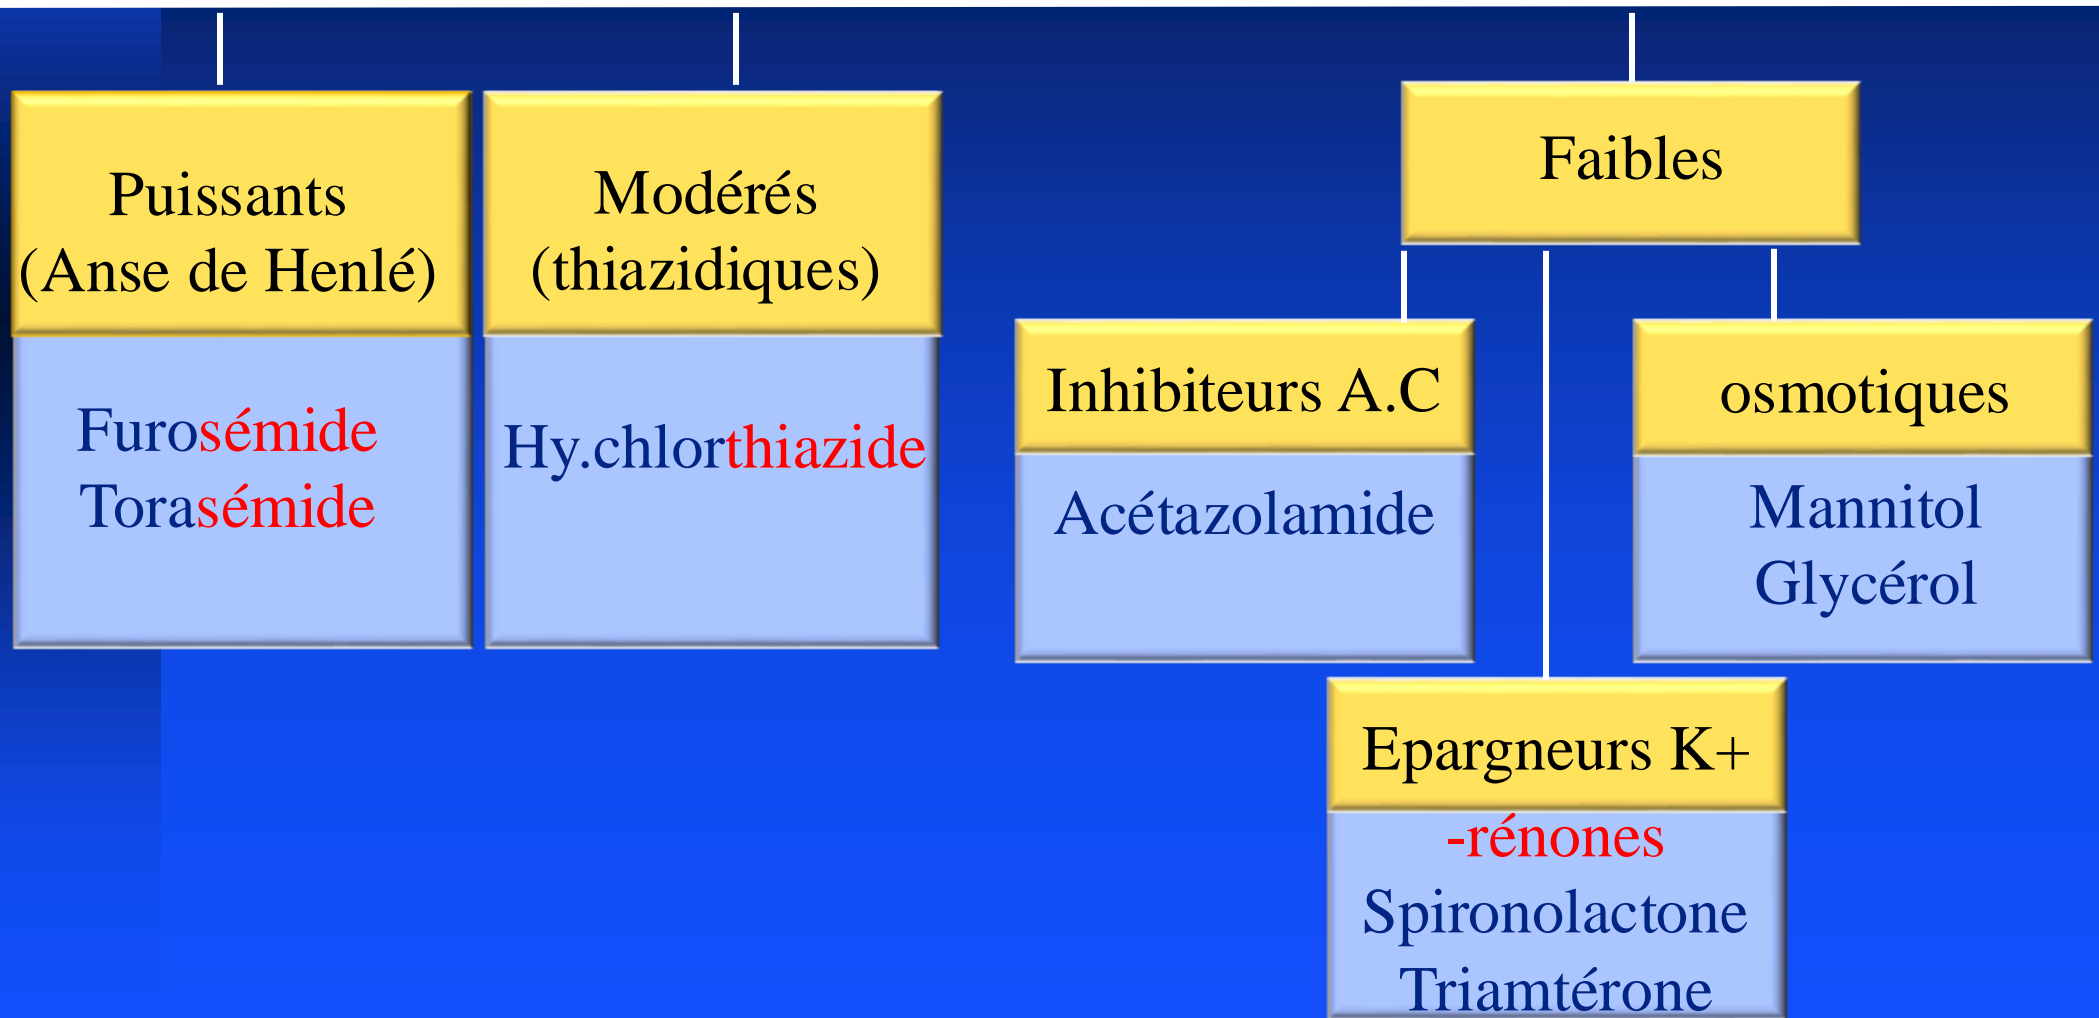 Puissants
(Anse de Henlé)
Furosémide
Torasémide
Modérés
(thiazidiques)
Hy.chlorthiazide
Faibles
Inhibiteurs A.C
Acétazolamide
osmotiques
Mannitol
Glycérol
Epargneurs K+
-rénones
Spironolactone
Triamtérone